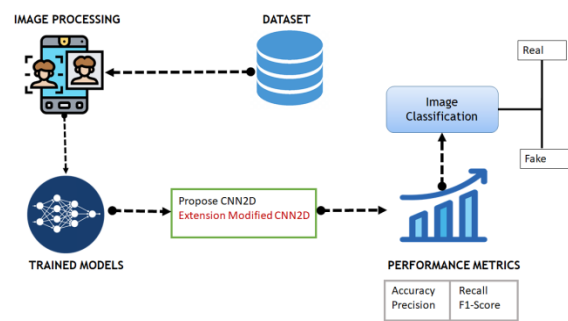 IMAGE PROCESSING
DATASET
Real
Image
Classification
Fake
Propose CNN2D
Extension Modified CNN2D
TRAINED MODELS
PERFORMANCE METRICS
Accuracy
Precision
Recall
F1-Score